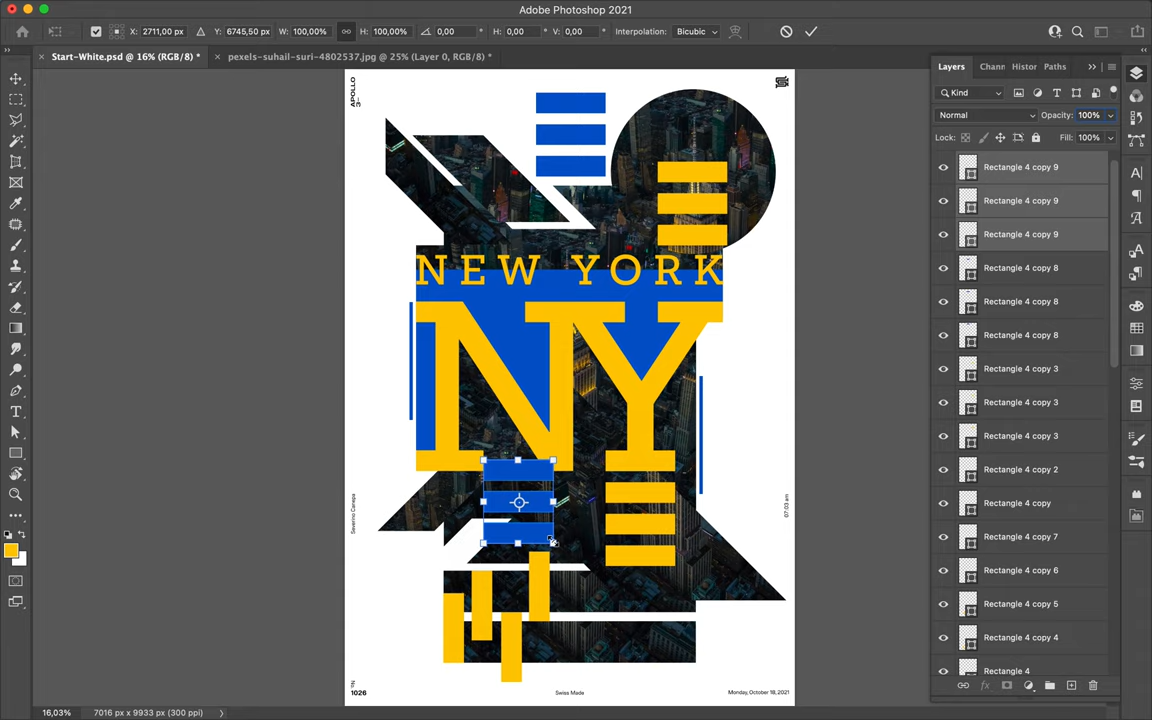 Adobe Photoshop 2021
X: 2711,00 px
Y: 6745,50 px
W: 100,00%
H: 100,00%
0,00
H: 0,00
V: 0,00
Interpolation:
Bicubic
Start-White.psd @ 16% (RGB/8) *
pexels-suhail-suri-4802537.jpg @ 25% (Layer 0, RGB/8) *
Layers
Chann
Histor
Paths
Kind
Normal
Opacity: 100%
Lock:
Fill: 100%
Rectangle 4 copy 9
Rectangle 4 copy 9
Rectangle 4 copy 9
Rectangle 4 copy 8
Rectangle 4 copy 8
Rectangle 4 copy 8
Rectangle 4 copy 3
Rectangle 4 copy 3
Rectangle 4 copy 3
Rectangle 4 copy 2
Rectangle 4 copy
Rectangle 4 copy 7
Rectangle 4 copy 6
Rectangle 4 copy 5
Rectangle 4 copy 4
Rectangle 4
APOLLO
NEW YORK
NY
Severino Canepa
07:03 am
1026
Swiss Made
Monday, October 18, 2021
16,03%
7016 px x 9933 px (300 ppi)